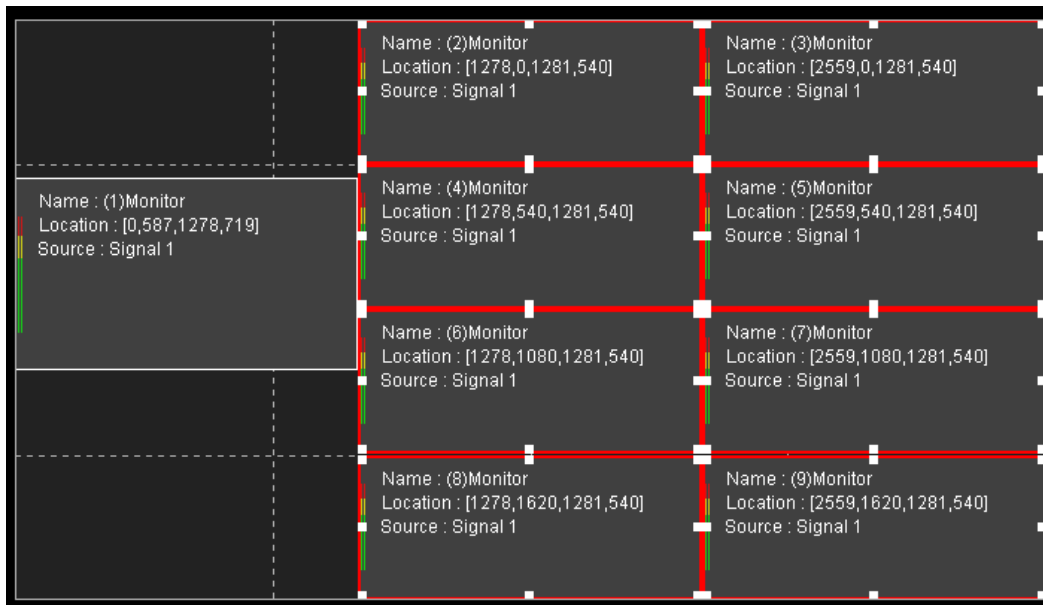 Name : (2)Monitor
Location : [1278,0,1281,540]
Source : Signal 1
Name : (3)Monitor
Location : [2559,0,1281,540]
Source : Signal 1
Name : (1)Monitor
Location : [0,587,1278,719]
Source : Signal 1
Name : (4)Monitor
Location : [1278,540,1281,540]
Source : Signal 1
Name : (5)Monitor
Location : [2559,540,1281,540]
Source : Signal 1
Name : (6)Monitor
Location : [1278,1080,1281,540]
Source : Signal 1
Name : (7)Monitor
Location : [2559,1080,1281,540]
Source : Signal 1
Name : (8)Monitor
Location : [1278,1620,1281,540]
Source : Signal 1
Name : (9)Monitor
Location : [2559,1620,1281,540]
Source : Signal 1